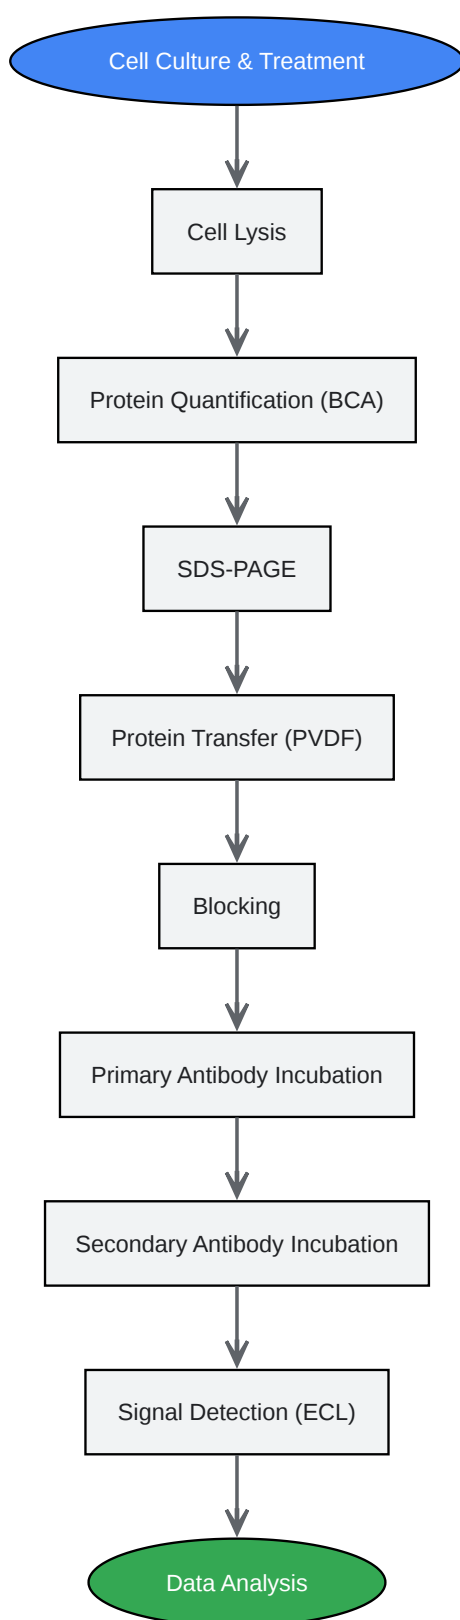 Cell Culture & Treatment
Cell Lysis
Protein Quantification (BCA)
SDS-PAGE
Protein Transfer (PVDF)
Blocking
Primary Antibody Incubation
Secondary Antibody Incubation
Signal Detection (ECL)
Data Analysis